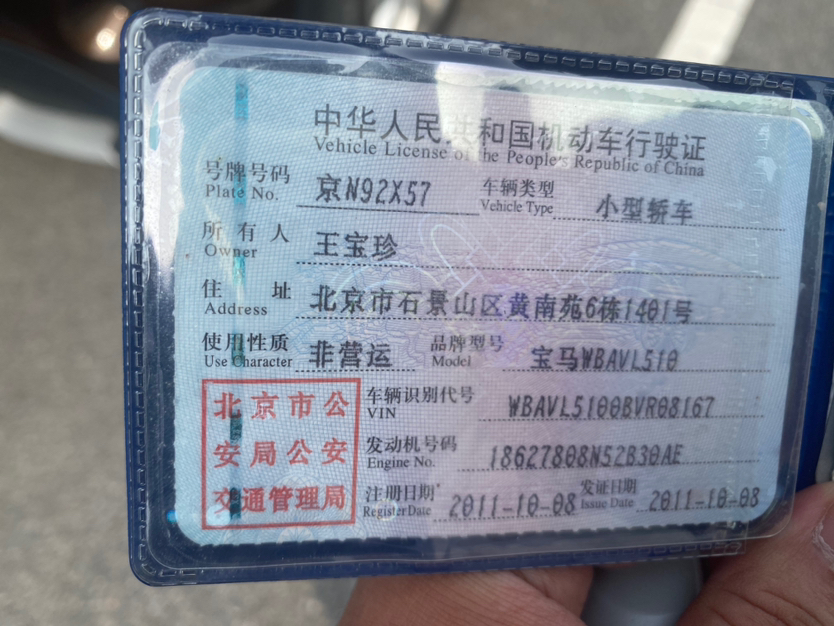 中华人民共和国机动车行驶证
Vehicle License of the People's Republic of China
号牌号码 京N92X57 车辆类型 小型轿车
Plate No. Vehicle Type
所有人 王宝珍
Owner
住址 北京市石景山区黄南苑6栋1401号
Address
使用性质 非营运 品牌型号 宝马WBAVL510
Use Character Model
北京市公
安局公安
交通管理局
车辆识别代号 WBAVL5100BVR08167
VIN
发动机号码 18627808N52B30AE
Engine No.
注册日期 2011-10-08 发证日期 2011-10-08
Register Date Issue Date